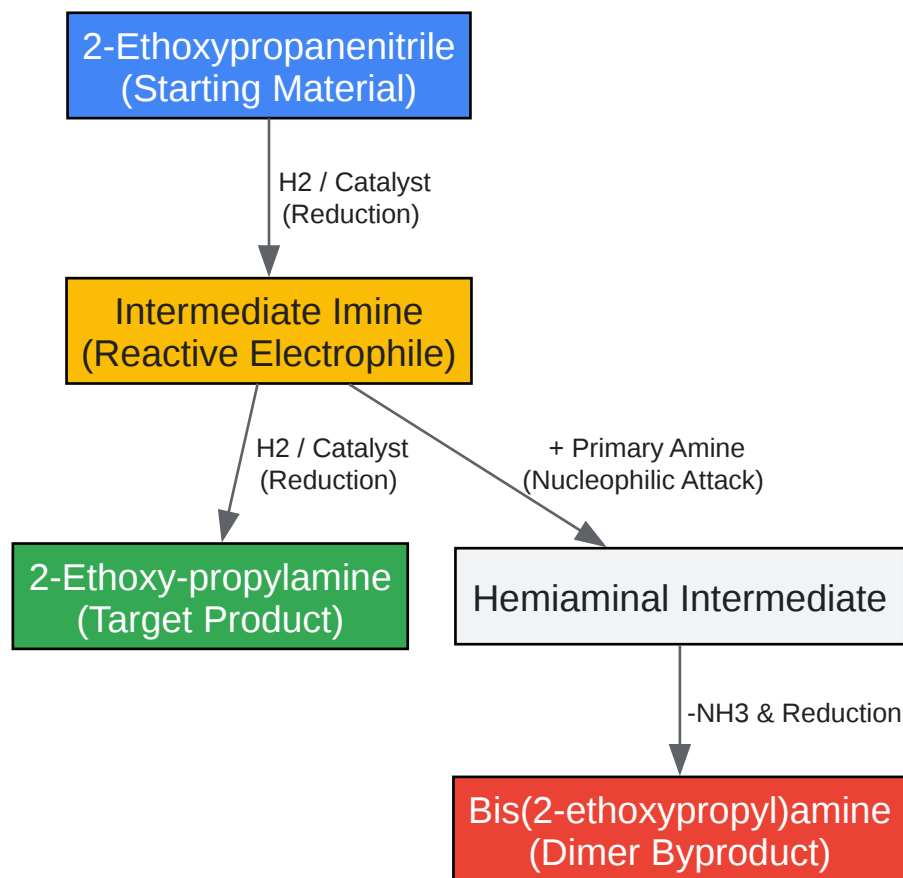 2-Ethoxypropanenitrile
(Starting Material)
H2 / Catalyst
(Reduction)
Intermediate Imine
(Reactive Electrophile)
H2 / Catalyst
(Reduction)
+ Primary Amine
(Nucleophilic Attack)
2-Ethoxy-propylamine
(Target Product)
Hemiaminal Intermediate
-NH3 & Reduction
Bis(2-ethoxypropyl)amine
(Dimer Byproduct)